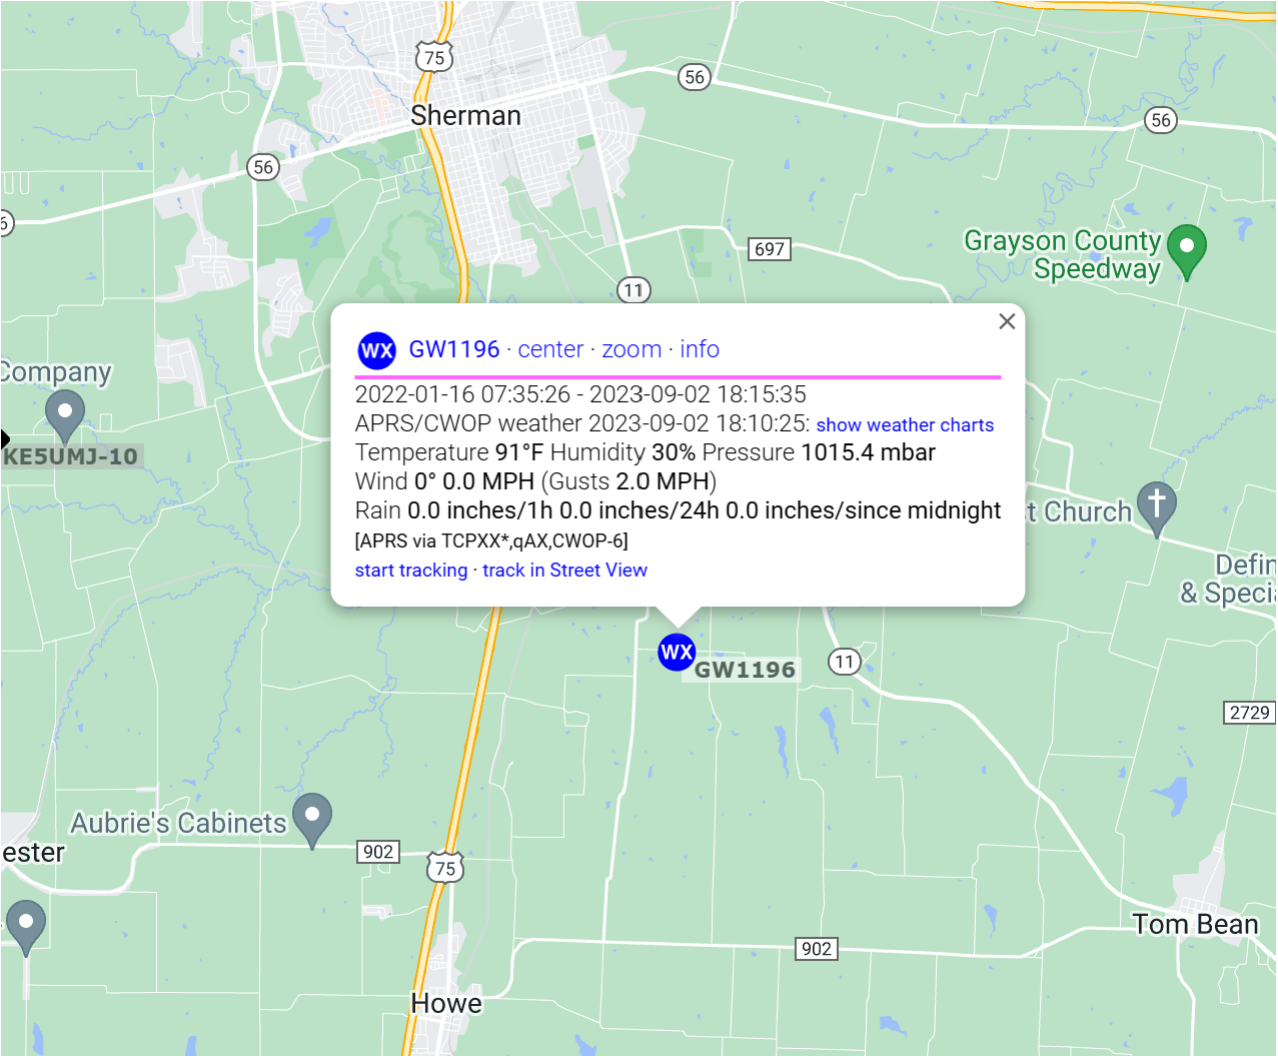 75
56
Sherman
56
56
6
Grayson County
Speedway
697
11
Company
KE5UMJ-10
WX GW1196 · center · zoom · info
2022-01-16 07:35:26 - 2023-09-02 18:15:35
APRS/CWOP weather 2023-09-02 18:10:25: show weather charts
Temperature 91°F Humidity 30% Pressure 1015.4 mbar
Wind 0° 0.0 MPH (Gusts 2.0 MPH)
Rain 0.0 inches/1h 0.0 inches/24h 0.0 inches/since midnight
[APRS via TCPXX*,qAX,CWOP-6]
start tracking · track in Street View
t Church
Defin
& Specia
WX
GW1196
11
2729
Aubrie's Cabinets
ester
902
75
Tom Bean
902
Howe